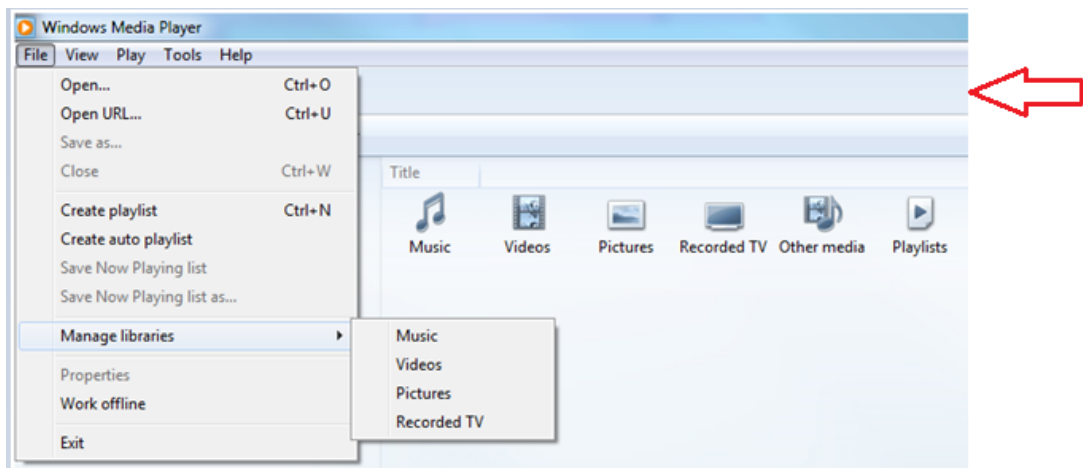 Windows Media Player
File View Play Tools Help
Open... Ctrl+O
Open URL... Ctrl+U
Save as...
Close Ctrl+W
Create playlist Ctrl+N
Create auto playlist
Save Now Playing list
Save Now Playing list as...
Manage libraries
Properties
Work offline
Exit
Music
Videos
Pictures
Recorded TV
Title
Music Videos Pictures Recorded TV Other media Playlists